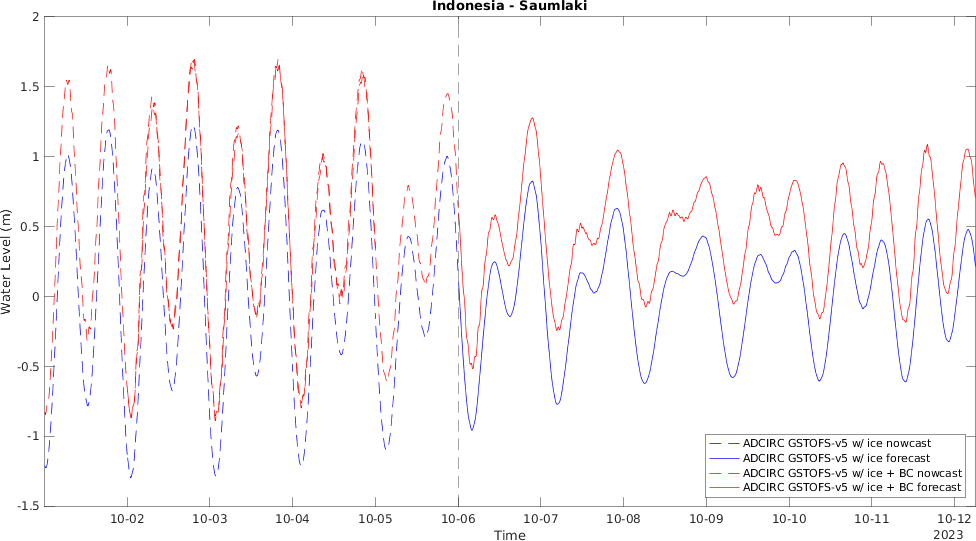 Indonesia - Saumlaki
Water Level (m)
2
1.5
1
0.5
0
-0.5
-1
-1.5
ADCIRC GSTOFS-v5 w/ ice nowcast
ADCIRC GSTOFS-v5 w/ ice forecast
ADCIRC GSTOFS-v5 w/ ice + BC nowcast
ADCIRC GSTOFS-v5 w/ ice + BC forecast
10-02 10-03 10-04 10-05 10-06 10-07 10-08 10-09 10-10 10-11 10-12
2023
Time